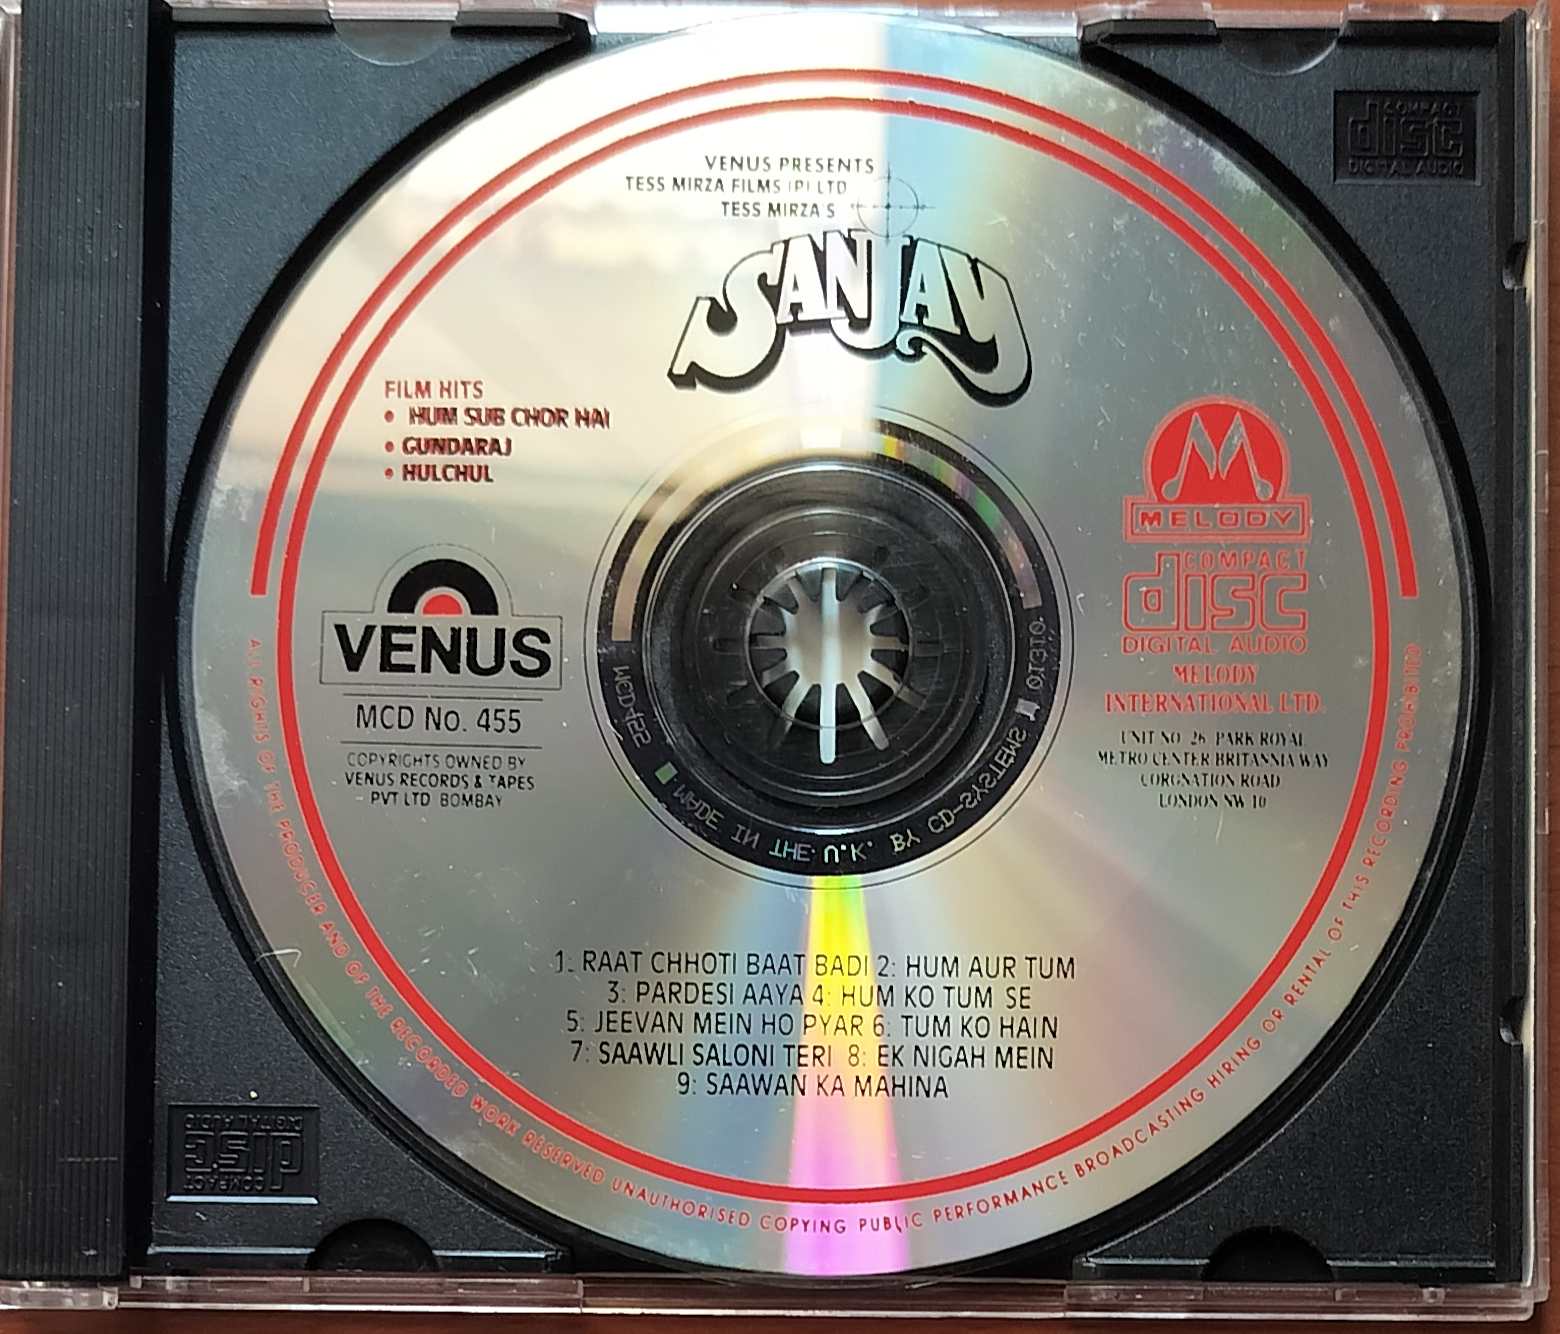 VENUS PRESENTS
TESS MIRZA FILMS (P) LTD
TESS MIRZA'S
SANJAY
FILM HITS
• HUM SUB CHOR HAI
• GUNDARAJ
• HULCHUL
VENUS
MCD No. 455
COPYRIGHTS OWNED BY
VENUS RECORDS & TAPES
PVT LTD BOMBAY
MELODY
COMPACT
disc
DIGITAL AUDIO
MELODY
INTERNATIONAL LTD.
UNIT NO. 26 PARK ROYAL
METRO CENTER BRITANNIA WAY
CORGNATION ROAD
LONDON NW 10
MADE IN THE U.K. BY CD-SYSTEMS
1. RAAT CHHOTI BAAT BADI 2: HUM AUR TUM
3: PARDESI AAYA 4: HUM KO TUM SE
5: JEEVAN MEIN HO PYAR 6: TUM KO HAIN
7: SAAWLI SALONI TERI 8: EK NIGAH MEIN
9: SAAWAN KA MAHINA
ALL RIGHTS OF THE PRODUCER AND OF THE RECORDED WORK RESERVED UNAUTHORISED COPYING PUBLIC PERFORMANCE BROADCASTING HIRING OR RENTAL OF THIS RECORDING PROHIBITED
COMPACT
disc
DIGITAL AUDIO
COMPACT
disc
DIGITAL AUDIO